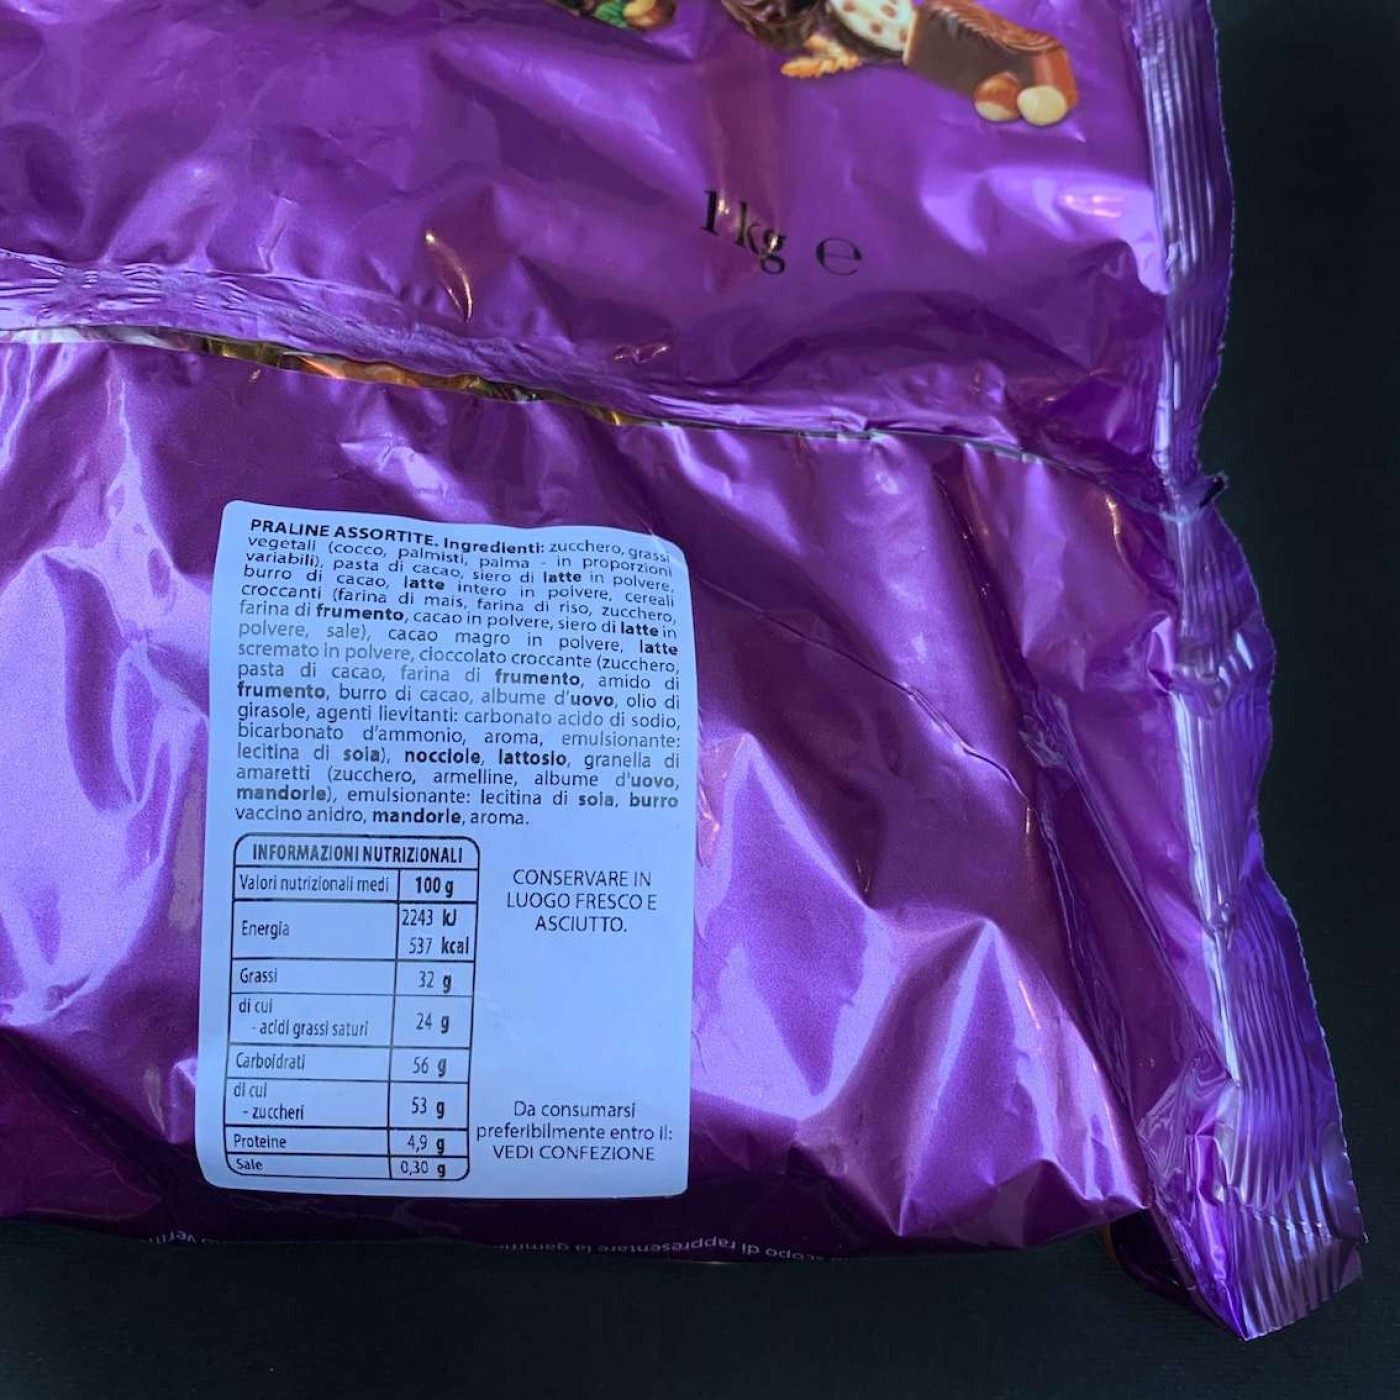 1 kg e
PRALINE ASSORTITE. Ingredienti: zucchero, grassi
vegetali (cocco, palmisti, palma - in proporzioni
variabili), pasta di cacao, siero di latte in polvere,
burro di cacao, latte intero in polvere, cereali
croccanti (farina di mais, farina di riso, zucchero,
farina di frumento, cacao in polvere, siero di latte in
polvere, sale), cacao magro in polvere, latte
scremato in polvere, cioccolato croccante (zucchero,
pasta di cacao, farina di frumento, amido di
frumento, burro di cacao, albume d'uovo, olio di
girasole, agenti lievitanti: carbonato acido di sodio,
bicarbonato d'ammonio, aroma, emulsionante:
lecitina di soia), nocciole, lattosio, granella di
amaretti (zucchero, armelline, albume d'uovo,
mandorle), emulsionante: lecitina di soia, burro
vaccino anidro, mandorle, aroma.
INFORMAZIONI NUTRIZIONALI
Valori nutrizionali medi 100 g
Energia 2243 kJ
537 kcal
Grassi 32 g
di cui
- acidi grassi saturi 24 g
Carboidrati 56 g
di cui
- zuccheri 53 g
Proteine 4,9 g
Sale 0,30 g
CONSERVARE IN
LUOGO FRESCO E
ASCIUTTO.
Da consumarsi
preferibilmente entro il:
VEDI CONFEZIONE
di rappresentare la